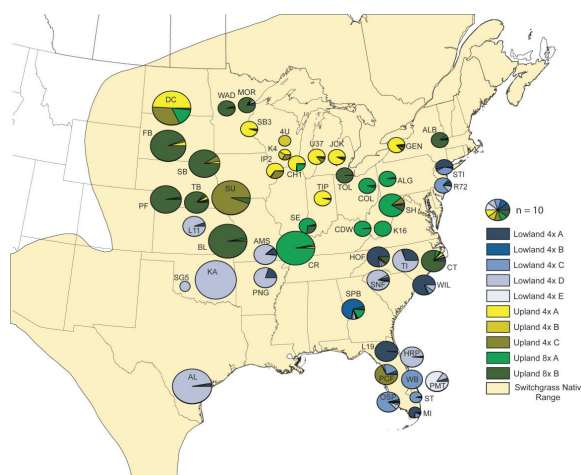 DC
WAD
MOR
FB
SB3
4U
U37
JCK
GEN
ALB
K4
IP2
CH1
SB
STI
TOL
COL
ALG
R72
PF
TB
SU
TIP
SH
n = 10
L11
SE
CDW
K16
BL
AMS
CR
HOF
TI
CT
SG5
KA
PNG
SNF
WIL
SPB
L19
HRP
AL
PCF
WB
PMT
OSP
ST
MI
Lowland 4x A
Lowland 4x B
Lowland 4x C
Lowland 4x D
Lowland 4x E
Upland 4x A
Upland 4x B
Upland 4x C
Upland 8x A
Upland 8x B
Switchgrass Native
Range